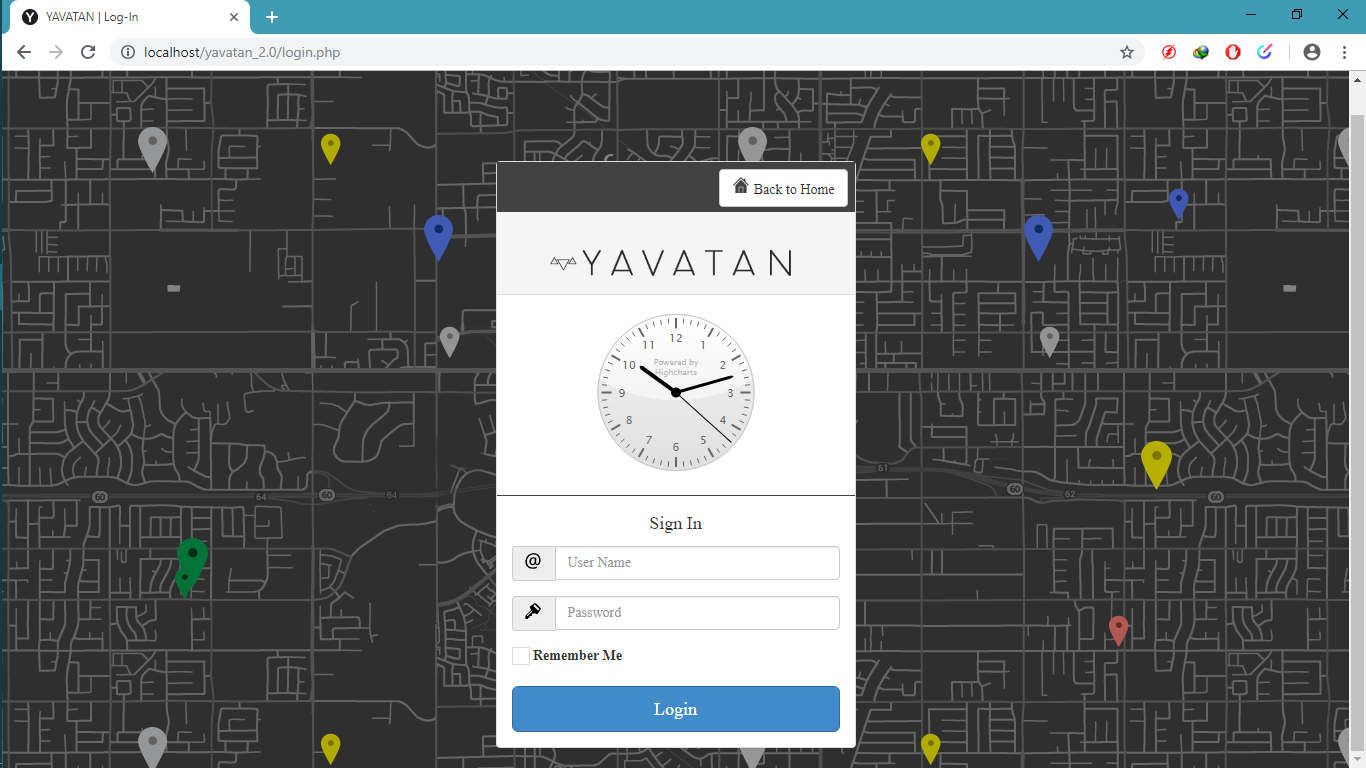 YAVATAN | Log-In
localhost/yavatan_2.0/login.php
Back to Home
YAVATAN
12
11 1
10 2
Powered by
Highcharts
9 3
8 4
7 5
6
61
60 64 60 64
60 62 60
Sign In
@ User Name
Password
Remember Me
Login